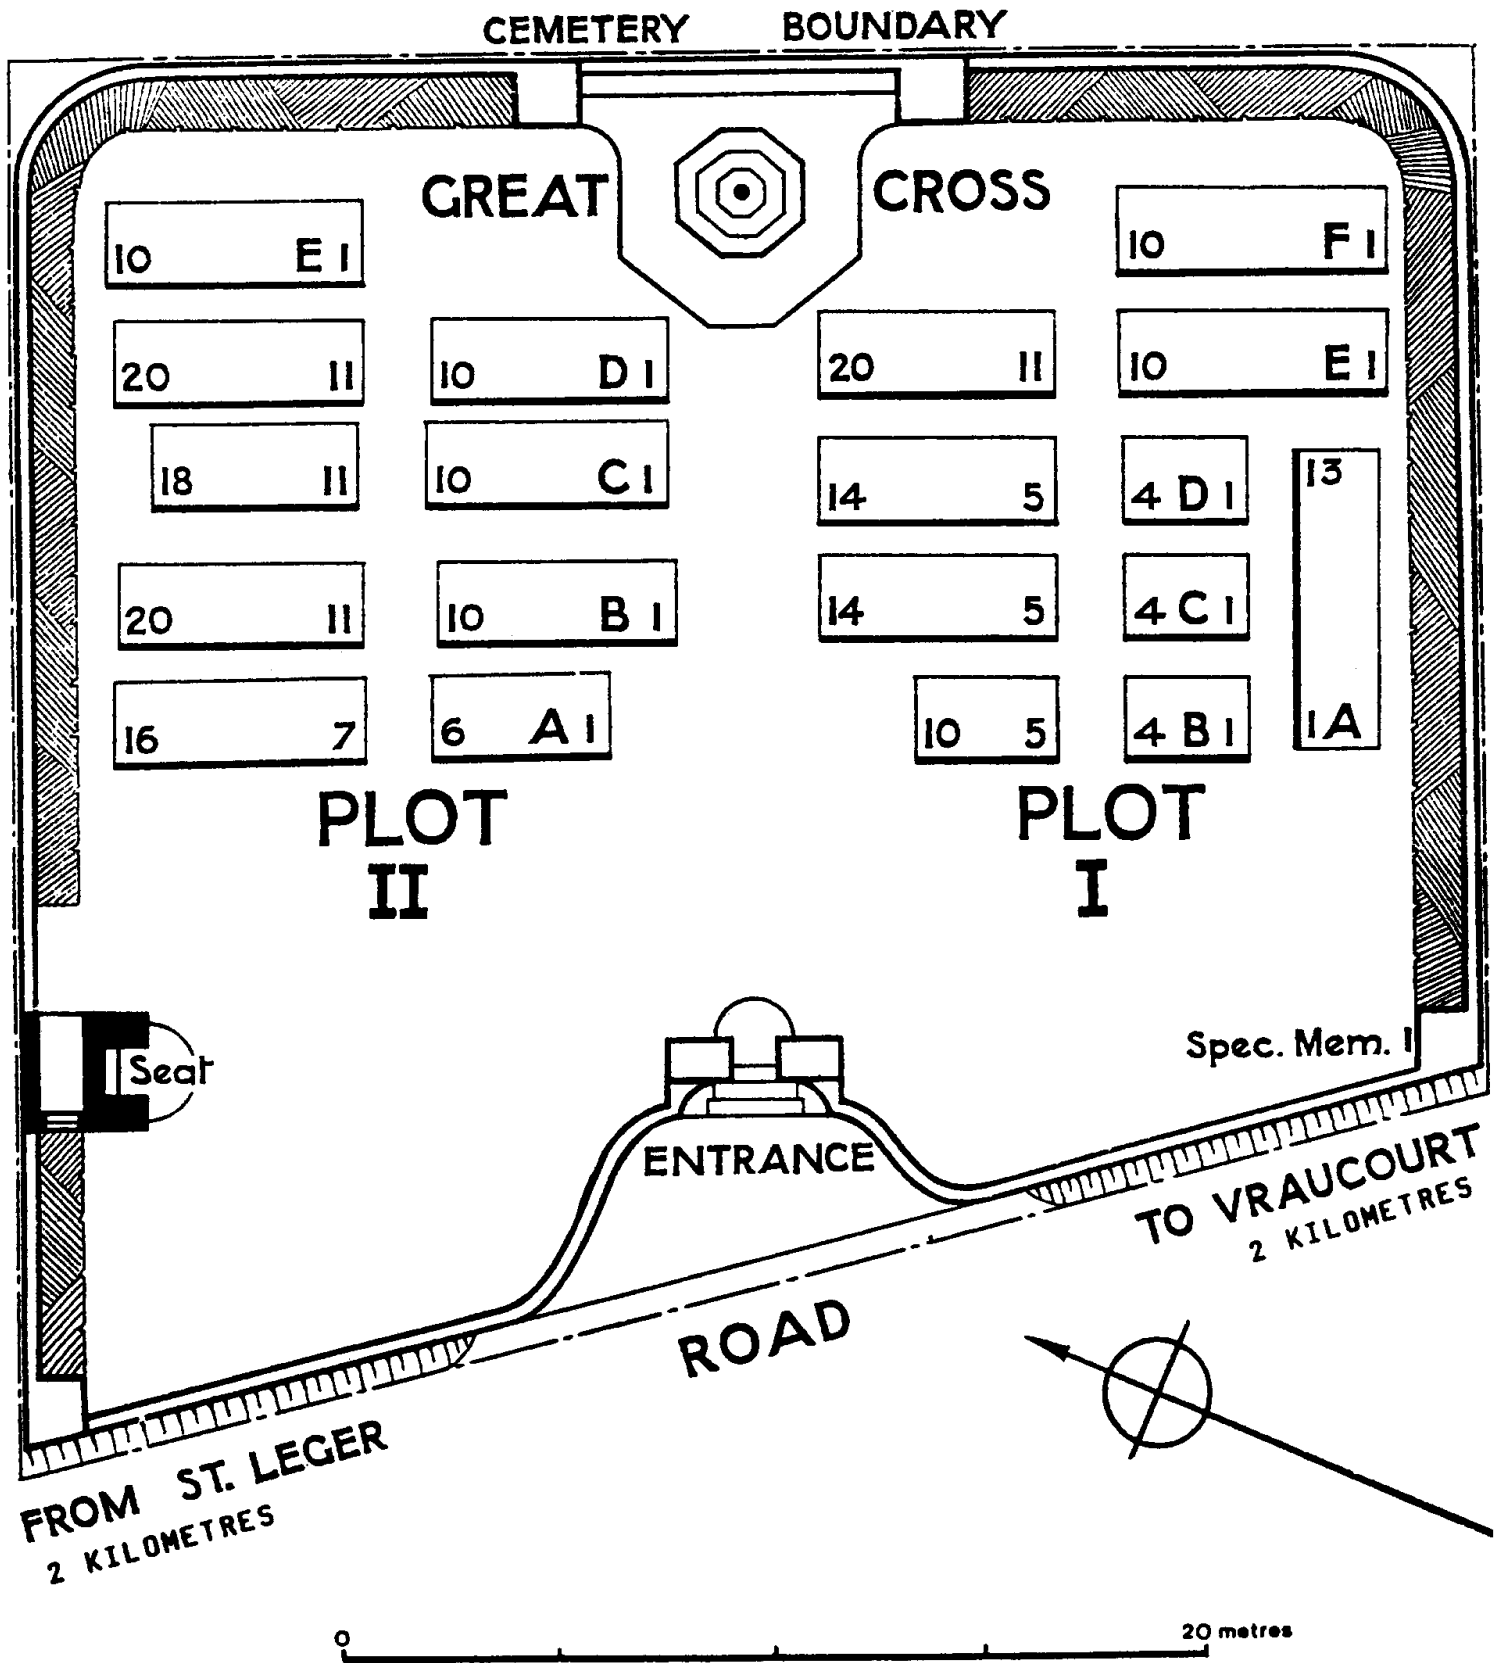 CEMETERY BOUNDARY
GREAT CROSS
10 E 1
10 F 1
20 11
10 D 1
20 11
10 E 1
18 11
10 C 1
14 5
4 D 1
13
20 11
10 B 1
14 5
4 C 1
16 7
6 A 1
10 5
4 B 1
1 A
PLOT
II
PLOT
I
Seat
Spec. Mem. 1
ENTRANCE
TO VRAUCOURT
2 KILOMETRES
ROAD
FROM ST. LEGER
2 KILOMETRES
0 20 metres